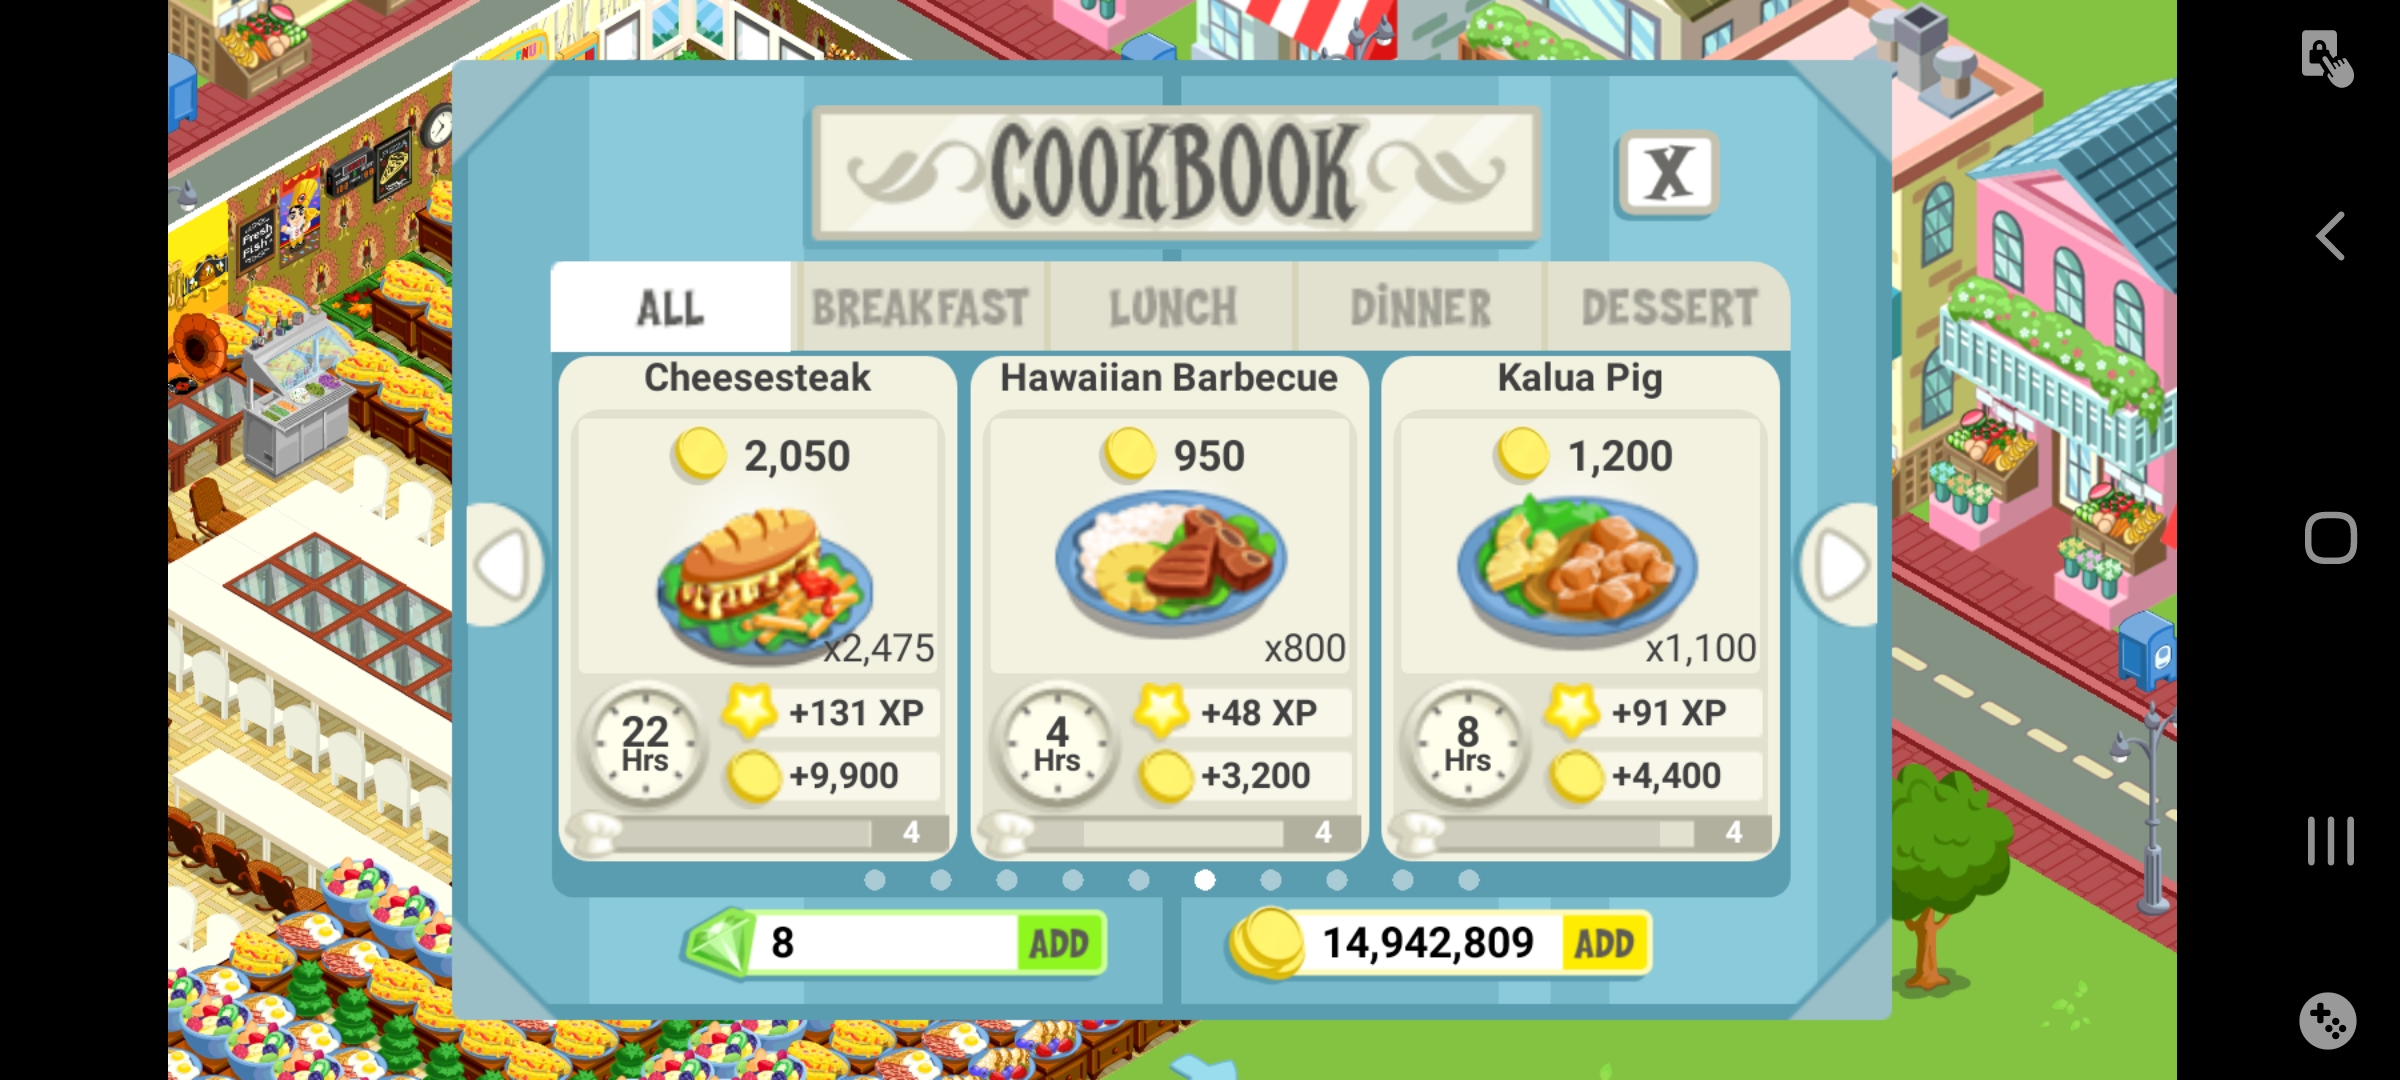 COOKBOOK
X
ALL
BREAKFAST
LUNCH
DINNER
DESSERT
Cheesesteak
2,050
x2,475
22
Hrs
+131 XP
+9,900
4
Hawaiian Barbecue
950
x800
4
Hrs
+48 XP
+3,200
4
Kalua Pig
1,200
x1,100
8
Hrs
+91 XP
+4,400
4
8
ADD
14,942,809
ADD
Fresh
Fish